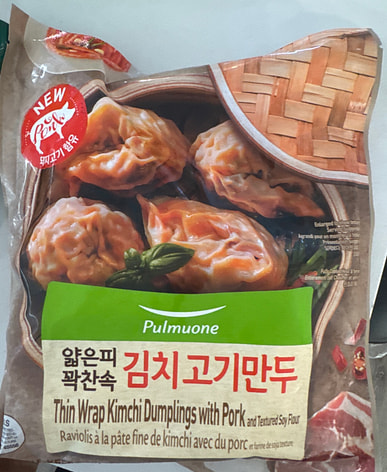 NEW
Pork
돼지고기 함유
Pulmuone
얇은피
꽉찬속
김치고기만두
Thin Wrap Kimchi Dumplings with Pork and Textured Soy Flour
Raviolis à la pâte fine de kimchi avec du porc et farine de soja texturée